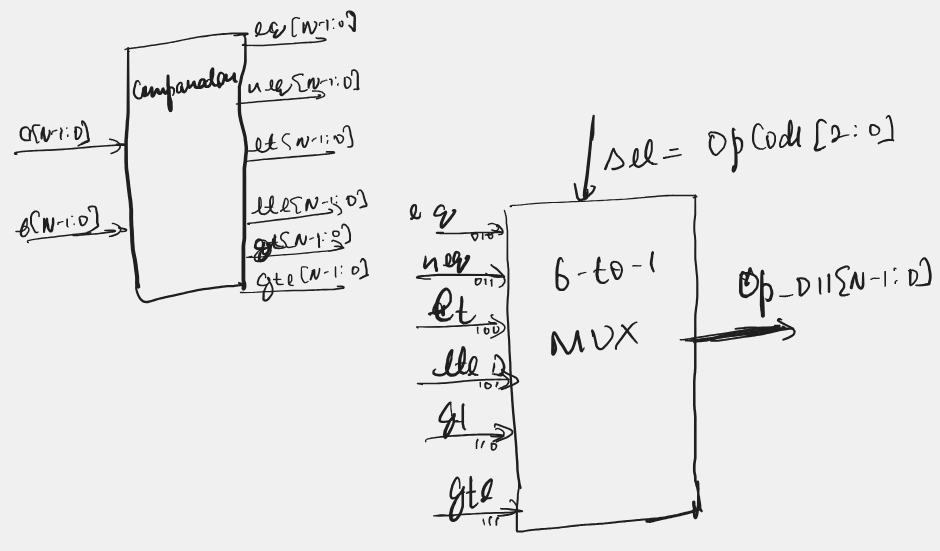 eq[N-1:0]
Comparador
neq[N-1:0]
a[N-1:0]
lt[N-1:0]
lte[N-1:0]
b[N-1:0]
gt[N-1:0]
gte[N-1:0]
sel = OpCode[2:0]
eq
010
neq
011
lt
100
lte
101
gt
110
gte
111
6-to-1
MUX
Op_011[N-1:0]